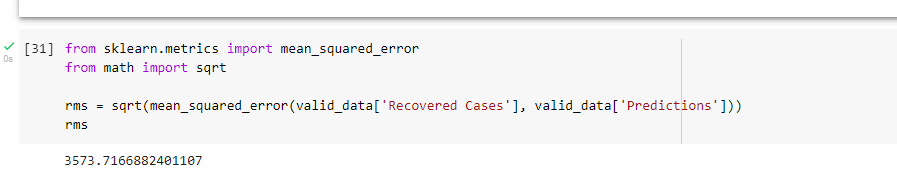 [31] from sklearn.metrics import mean_squared_error
from math import sqrt
rms = sqrt(mean_squared_error(valid_data['Recovered Cases'], valid_data['Predictions']))
rms
0s
3573.7166882401107